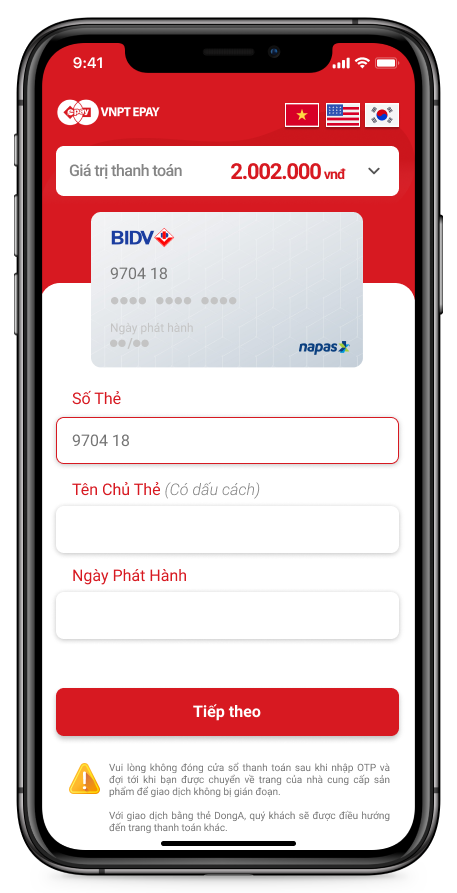 9:41
epay VNPT EPAY
Giá trị thanh toán 2.002.000 vnđ
BIDV
9704 18
Ngày phát hành
napas
Số Thẻ
9704 18
Tên Chủ Thẻ (Có dấu cách)
Ngày Phát Hành
Tiếp theo
Vui lòng không đóng cửa sổ thanh toán sau khi nhập OTP và
đợi tới khi bạn được chuyển về trang của nhà cung cấp sản
phẩm để giao dịch không bị gián đoạn.
Với giao dịch bằng thẻ DongA, quý khách sẽ được điều hướng
đến trang thanh toán khác.